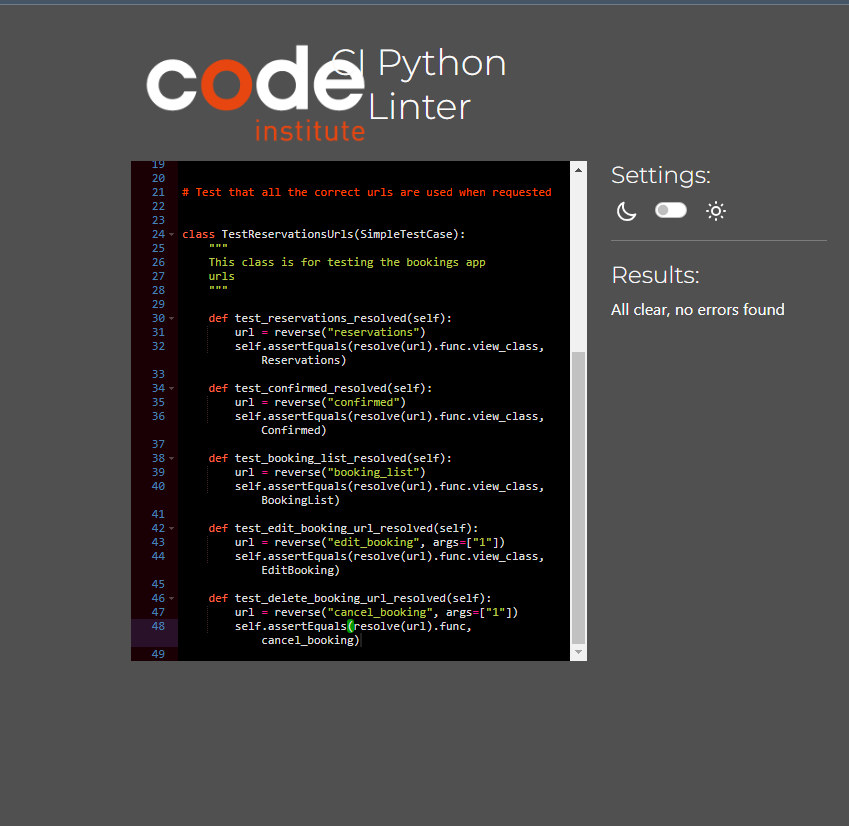 code
institute
CI Python
Linter
19
20
21 # Test that all the correct urls are used when requested
22
23
24 class TestReservationsUrls(SimpleTestCase):
25 """
26 This class is for testing the bookings app
27 urls
28 """
29
30 def test_reservations_resolved(self):
31 url = reverse("reservations")
32 self.assertEquals(resolve(url).func.view_class,
Reservations)
33
34 def test_confirmed_resolved(self):
35 url = reverse("confirmed")
36 self.assertEquals(resolve(url).func.view_class,
Confirmed)
37
38 def test_booking_list_resolved(self):
39 url = reverse("booking_list")
40 self.assertEquals(resolve(url).func.view_class,
BookingList)
41
42 def test_edit_booking_url_resolved(self):
43 url = reverse("edit_booking", args=["1"])
44 self.assertEquals(resolve(url).func.view_class,
EditBooking)
45
46 def test_delete_booking_url_resolved(self):
47 url = reverse("cancel_booking", args=["1"])
48 self.assertEquals(resolve(url).func,
cancel_booking)
49
Settings:
Results:
All clear, no errors found